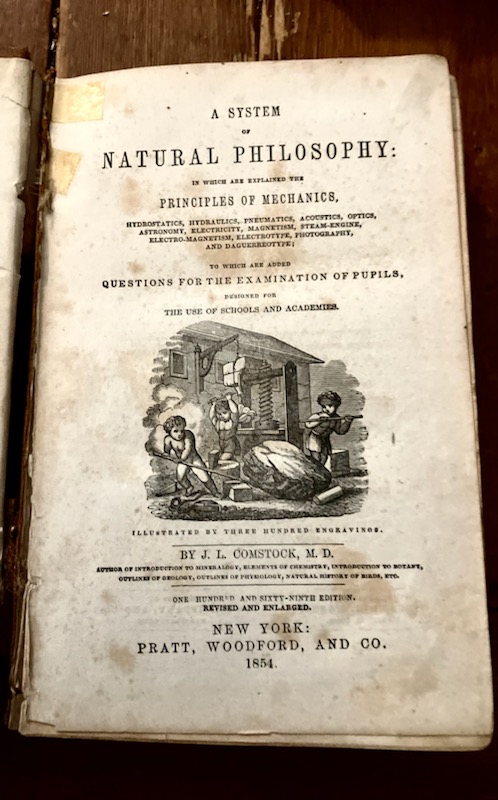 A SYSTEM
OF
NATURAL PHILOSOPHY:
IN WHICH ARE EXPLAINED THE
PRINCIPLES OF MECHANICS,
HYDROSTATICS, HYDRAULICS, PNEUMATICS, ACOUSTICS, OPTICS,
ASTRONOMY, ELECTRICITY, MAGNETISM, STEAM-ENGINE,
ELECTRO-MAGNETISM, ELECTROTYPE, PHOTOGRAPHY,
AND DAGUERREOTYPE;
TO WHICH ARE ADDED
QUESTIONS FOR THE EXAMINATION OF PUPILS,
DESIGNED FOR
THE USE OF SCHOOLS AND ACADEMIES.
ILLUSTRATED BY THREE HUNDRED ENGRAVINGS.
BY J. L. COMSTOCK, M. D.
AUTHOR OF INTRODUCTION TO MINERALOGY, ELEMENTS OF CHEMISTRY, INTRODUCTION TO BOTANY,
OUTLINES OF GEOLOGY, OUTLINES OF PHYSIOLOGY, NATURAL HISTORY OF BIRDS, ETC.
ONE HUNDRED AND SIXTY-NINTH EDITION.
REVISED AND ENLARGED.
NEW YORK:
PRATT, WOODFORD, AND CO.
1854.